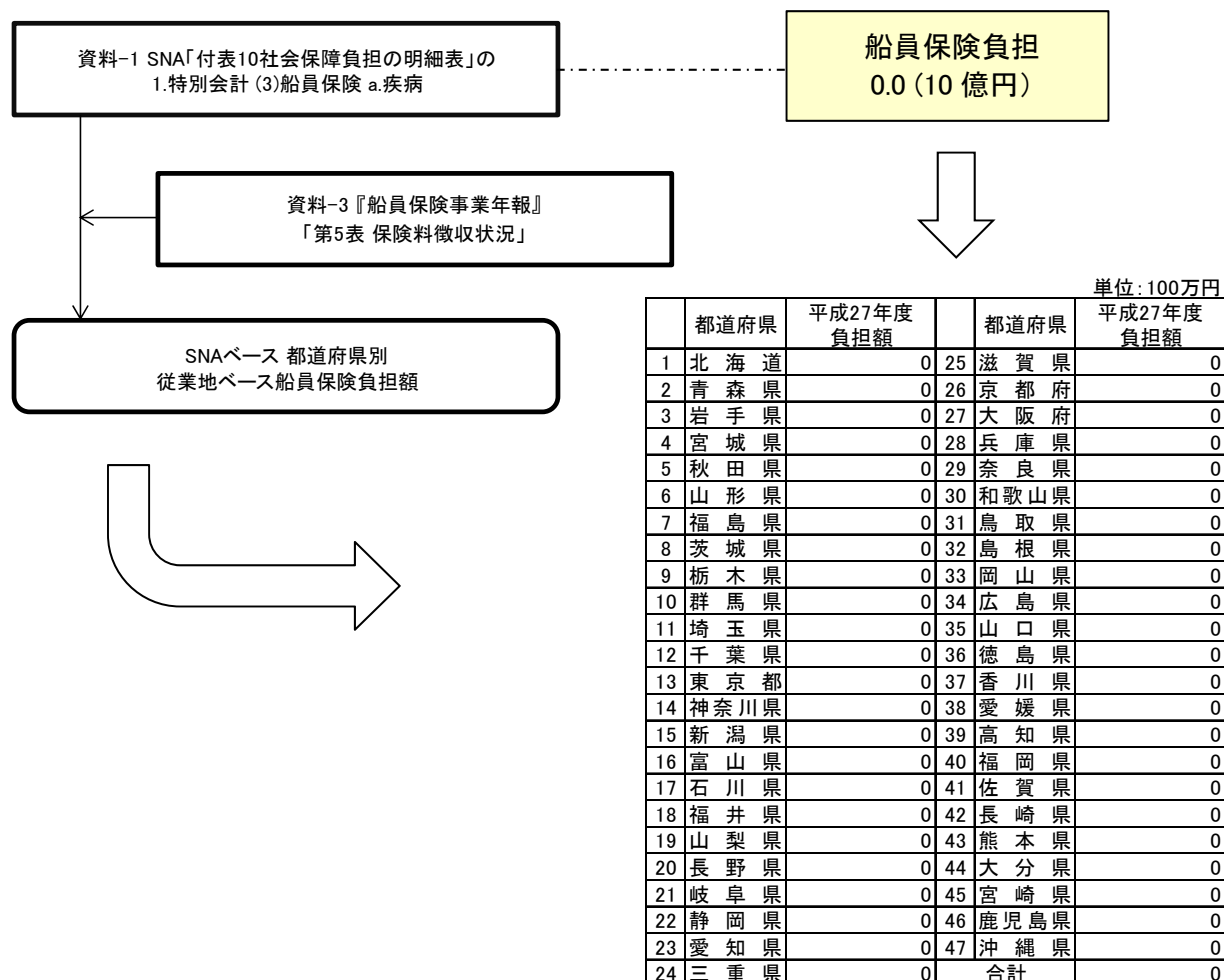 資料-1 SNA「付表10社会保障負担の明細表」の
1.特別会計 (3)船員保険 a.疾病
船員保険負担
0.0 (10 億円)
資料-3『船員保険事業年報』
「第5表 保険料徴収状況」
SNAベース 都道府県別
従業地ベース船員保険負担額
単位:100万円
都道府県 平成27年度 負担額 都道府県 平成27年度 負担額
1 北海道 0 25 滋賀県 0
2 青森県 0 26 京都府 0
3 岩手県 0 27 大阪府 0
4 宮城県 0 28 兵庫県 0
5 秋田県 0 29 奈良県 0
6 山形県 0 30 和歌山県 0
7 福島県 0 31 鳥取県 0
8 茨城県 0 32 島根県 0
9 栃木県 0 33 岡山県 0
10 群馬県 0 34 広島県 0
11 埼玉県 0 35 山口県 0
12 千葉県 0 36 徳島県 0
13 東京都 0 37 香川県 0
14 神奈川県 0 38 愛媛県 0
15 新潟県 0 39 高知県 0
16 富山県 0 40 福岡県 0
17 石川県 0 41 佐賀県 0
18 福井県 0 42 長崎県 0
19 山梨県 0 43 熊本県 0
20 長野県 0 44 大分県 0
21 岐阜県 0 45 宮崎県 0
22 静岡県 0 46 鹿児島県 0
23 愛知県 0 47 沖縄県 0
24 三重県 0 合計 0